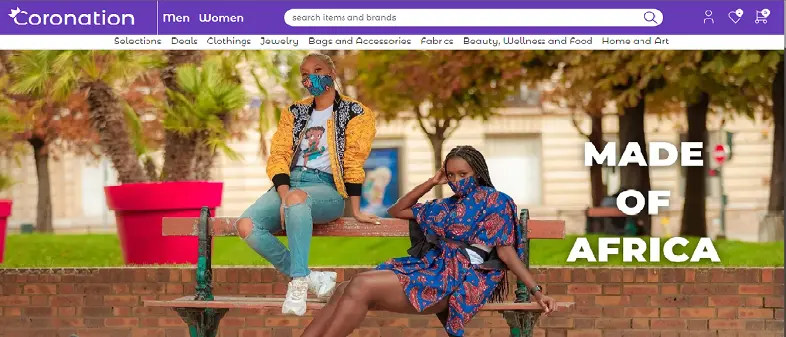 Coronation Men Women search items and brands
Selections Deals Clothings Jewelry Bags and Accessories Fabrics Beauty, Wellness and Food Home and Art
MADE
OF
AFRICA